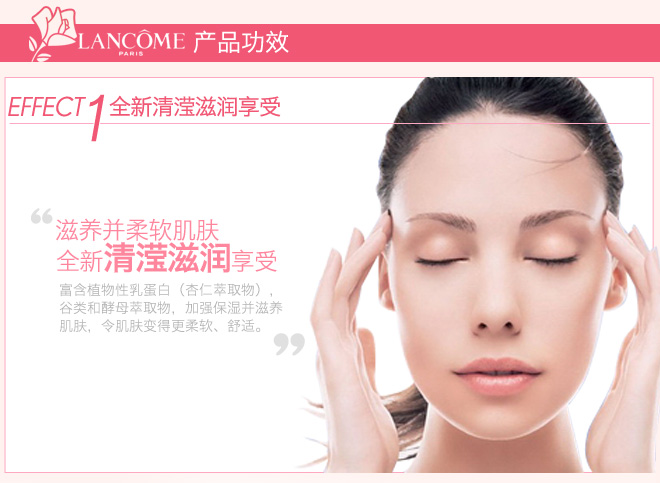 LANCÔME 产品功效
PARIS
EFFECT 1 全新清滢滋润享受
“
滋养并柔软肌肤
全新清滢滋润享受
富含植物性乳蛋白（杏仁萃取物），
谷类和酵母萃取物，加强保湿并滋养
肌肤，令肌肤变得更柔软、舒适。
”